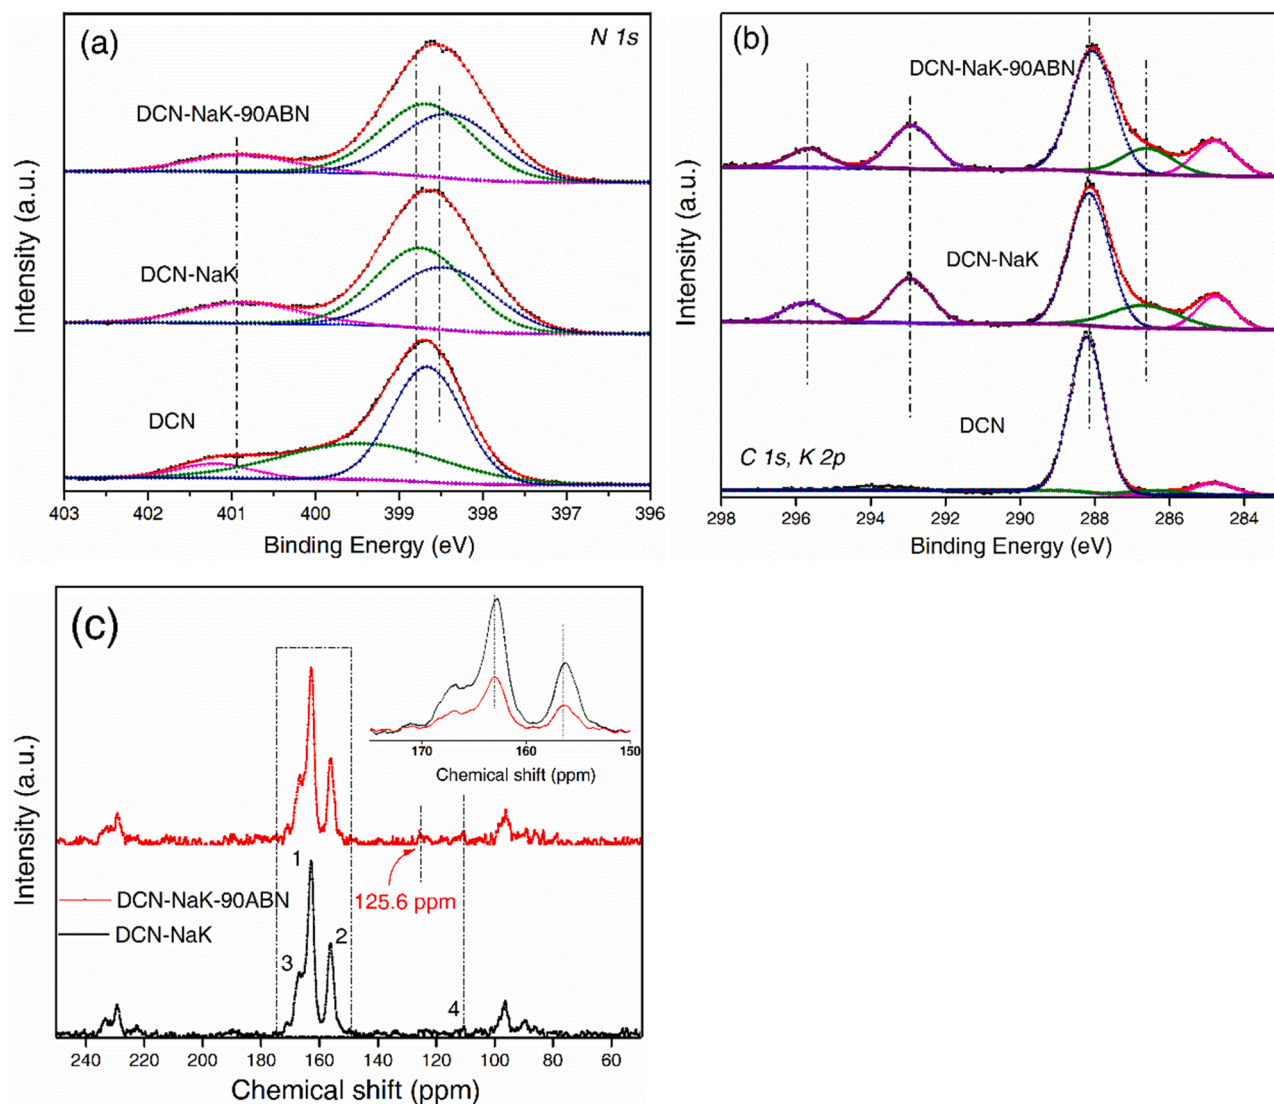 (a)
N 1s
DCN-NaK-90ABN
DCN-NaK
DCN
Intensity (a.u.)
403 402 401 400 399 398 397 396
Binding Energy (eV)
(b)
DCN-NaK-90ABN
DCN-NaK
DCN
C 1s, K 2p
Intensity (a.u.)
298 296 294 292 290 288 286 284
Binding Energy (eV)
(c)
170 160 150
Chemical shift (ppm)
1
2
3
4
125.6 ppm
DCN-NaK-90ABN
DCN-NaK
Intensity (a.u.)
240 220 200 180 160 140 120 100 80 60
Chemical shift (ppm)